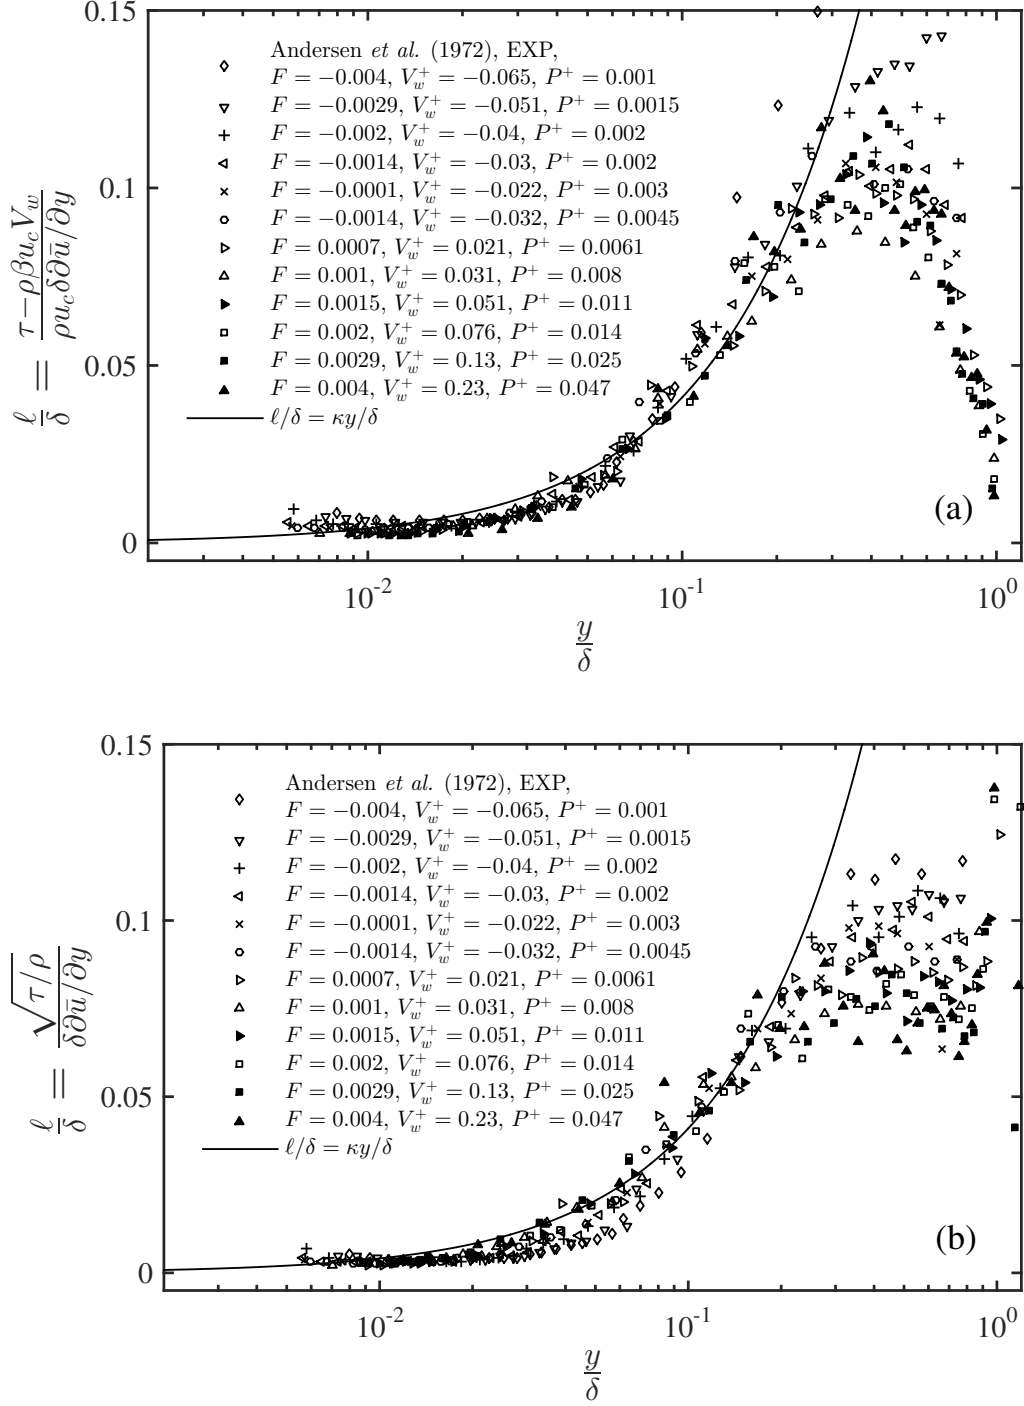 0.15
Andersen et al. (1972), EXP,
F = −0.004, V_w^+ = −0.065, P^+ = 0.001
F = −0.0029, V_w^+ = −0.051, P^+ = 0.0015
F = −0.002, V_w^+ = −0.04, P^+ = 0.002
F = −0.0014, V_w^+ = −0.03, P^+ = 0.002
0.1
F = −0.0001, V_w^+ = −0.022, P^+ = 0.003
F = −0.0014, V_w^+ = −0.032, P^+ = 0.0045
F = 0.0007, V_w^+ = 0.021, P^+ = 0.0061
F = 0.001, V_w^+ = 0.031, P^+ = 0.008
F = 0.0015, V_w^+ = 0.051, P^+ = 0.011
F = 0.002, V_w^+ = 0.076, P^+ = 0.014
0.05
F = 0.0029, V_w^+ = 0.13, P^+ = 0.025
F = 0.004, V_w^+ = 0.23, P^+ = 0.047
ℓ/δ = κy/δ
ℓ/δ = (τ−ρβu_cV_w)/(ρu_cδ∂ū/∂y)
(a)
0
10^-2 10^-1 10^0
y/δ
0.15
Andersen et al. (1972), EXP,
F = −0.004, V_w^+ = −0.065, P^+ = 0.001
F = −0.0029, V_w^+ = −0.051, P^+ = 0.0015
F = −0.002, V_w^+ = −0.04, P^+ = 0.002
F = −0.0014, V_w^+ = −0.03, P^+ = 0.002
0.1
F = −0.0001, V_w^+ = −0.022, P^+ = 0.003
F = −0.0014, V_w^+ = −0.032, P^+ = 0.0045
F = 0.0007, V_w^+ = 0.021, P^+ = 0.0061
F = 0.001, V_w^+ = 0.031, P^+ = 0.008
F = 0.0015, V_w^+ = 0.051, P^+ = 0.011
F = 0.002, V_w^+ = 0.076, P^+ = 0.014
0.05
F = 0.0029, V_w^+ = 0.13, P^+ = 0.025
F = 0.004, V_w^+ = 0.23, P^+ = 0.047
ℓ/δ = κy/δ
ℓ/δ = √(τ/ρ)/(δ∂ū/∂y)
(b)
0
10^-2 10^-1 10^0
y/δ